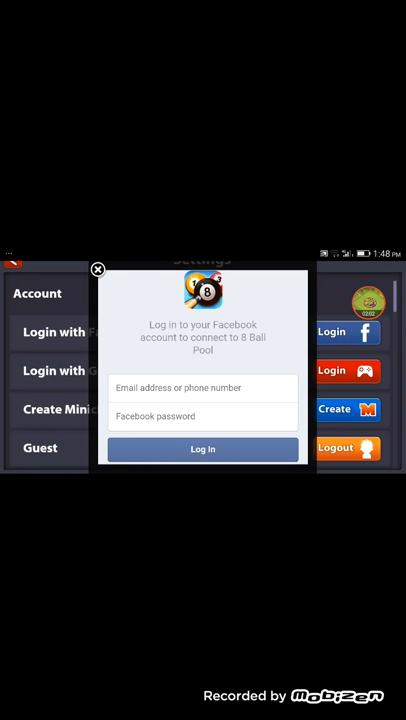 1:48 PM
Settings
Account
02:02
Log in to your Facebook
account to connect to 8 Ball
Pool
Login with F
Login
Email address or phone number
Login with G
Login
Create Minic
Facebook password
Create
Guest
Log In
Logout
Recorded by MOBIZEN